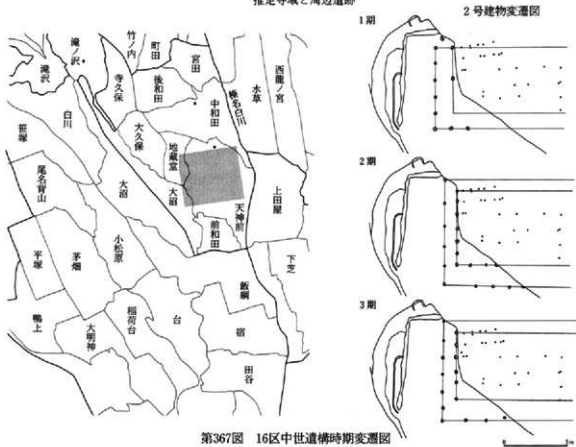 推定寺域と周辺遺跡
2号建物変遷図
1期
2期
3期
滝ノ沢
滝沢
竹ノ内
寺久保
町田
後和田
宮田
中和田
榛名白川
水草
西龍ノ宮
白川
笹塚
大久保
地蔵堂
尾名背山
大沼
大沼
天神前
上田屋
前和田
平塚
茅畑
小松原
下芝
飯綱
鴨上
大明神
稲荷台
台
宿
田谷
第367図 16区中世遺構時期変遷図